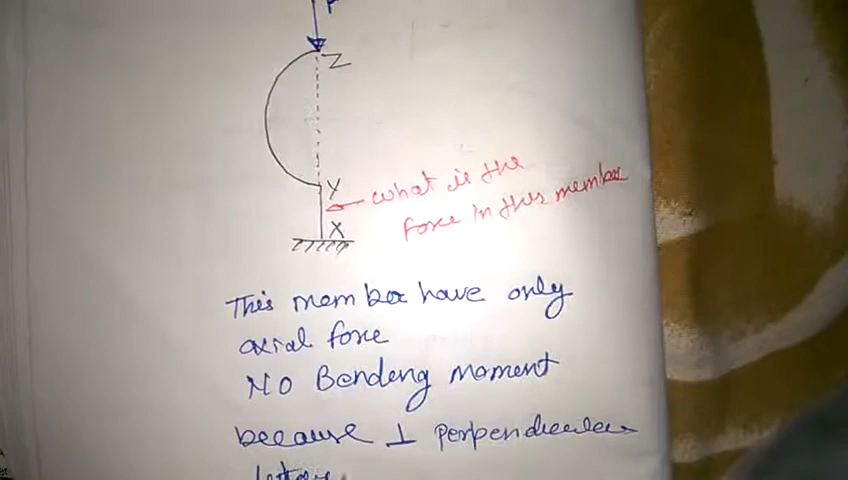 P
Z
Y
what is the
force in this member
X
This member have only
axial force
No Bending moment
because ⊥ perpendicular